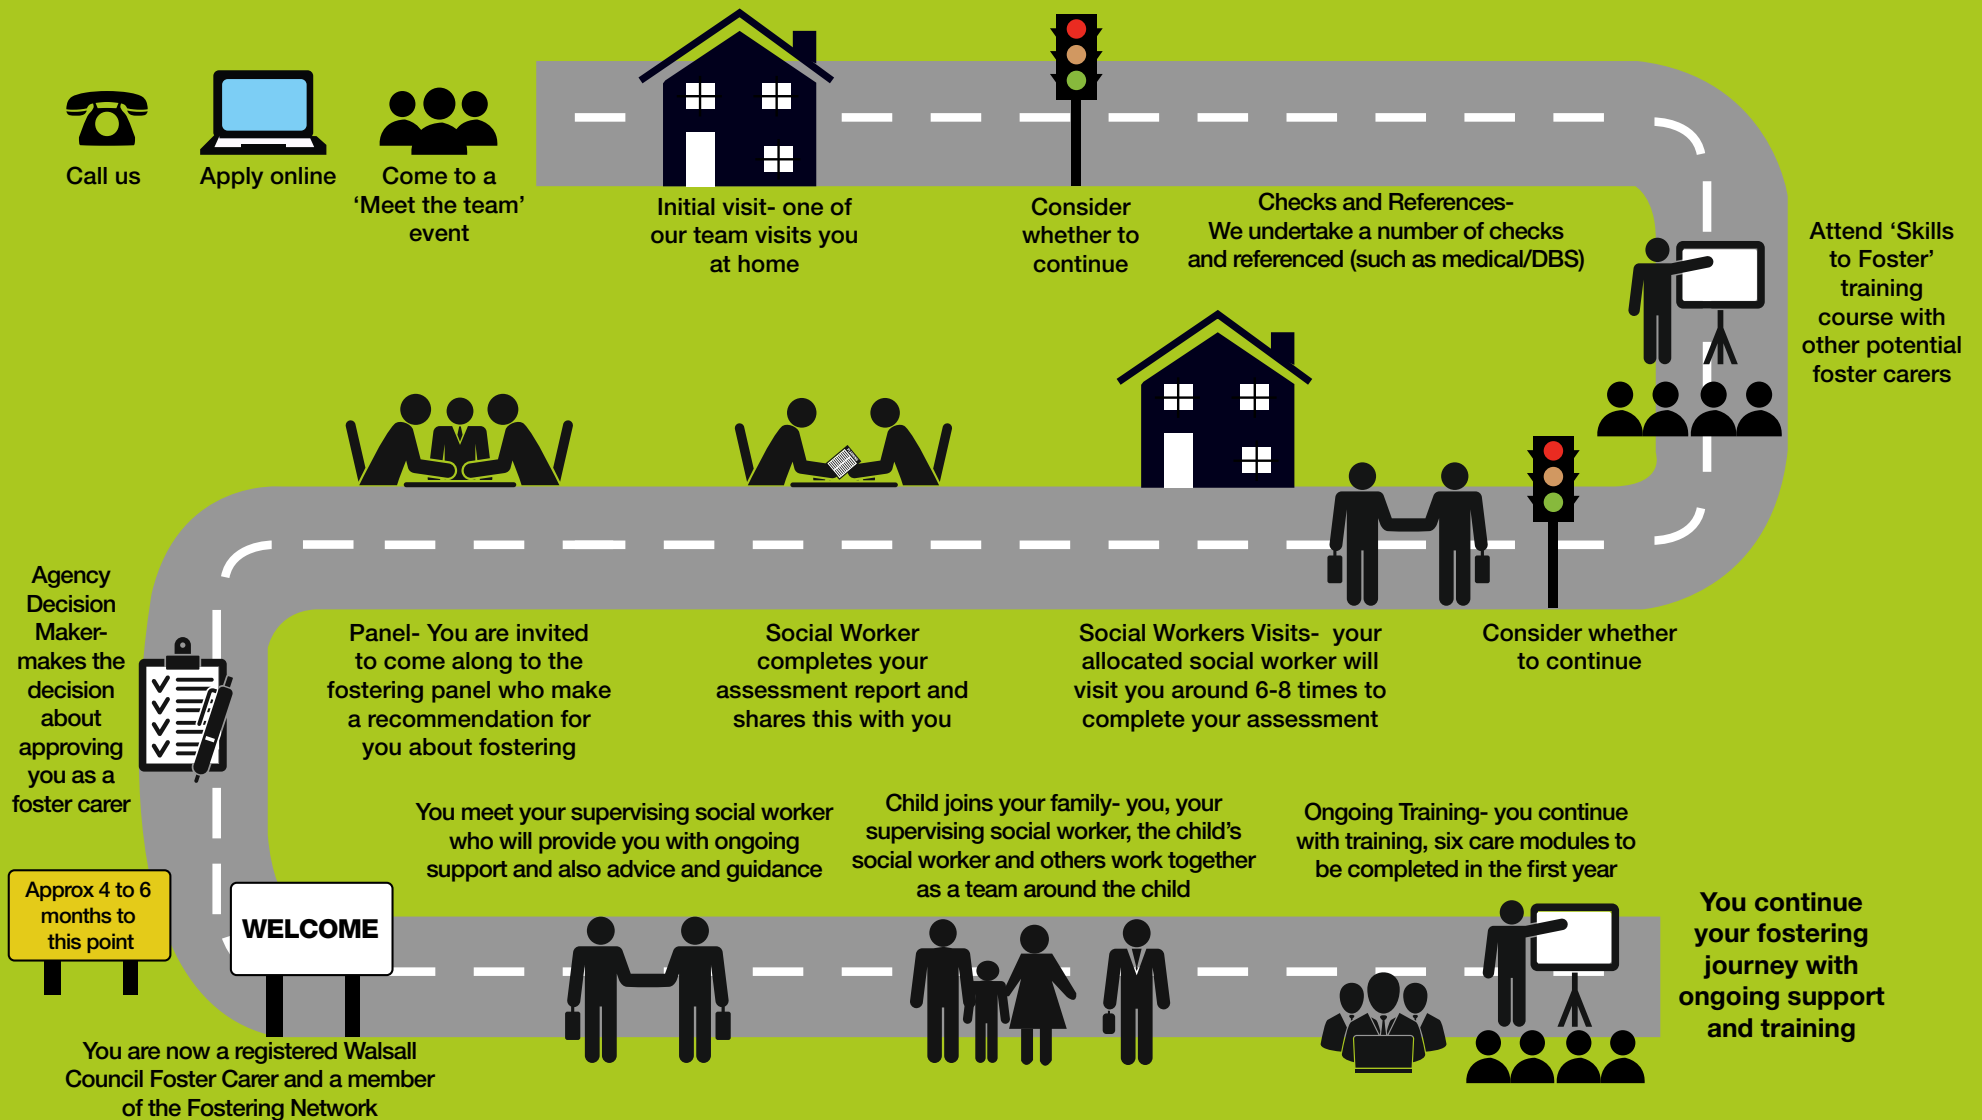 Call us
Apply online
Come to a
‘Meet the team’
event
Initial visit- one of
our team visits you
at home
Consider
whether to
continue
Checks and References-
We undertake a number of checks
and referenced (such as medical/DBS)
Attend ‘Skills
to Foster’
training
course with
other potential
foster carers
Consider whether
to continue
Social Workers Visits- your
allocated social worker will
visit you around 6-8 times to
complete your assessment
Social Worker
completes your
assessment report and
shares this with you
Panel- You are invited
to come along to the
fostering panel who make
a recommendation for
you about fostering
Agency
Decision
Maker-
makes the
decision
about
approving
you as a
foster carer
Approx 4 to 6
months to
this point
WELCOME
You are now a registered Walsall
Council Foster Carer and a member
of the Fostering Network
You meet your supervising social worker
who will provide you with ongoing
support and also advice and guidance
Child joins your family- you, your
supervising social worker, the child’s
social worker and others work together
as a team around the child
Ongoing Training- you continue
with training, six care modules to
be completed in the first year
You continue
your fostering
journey with
ongoing support
and training